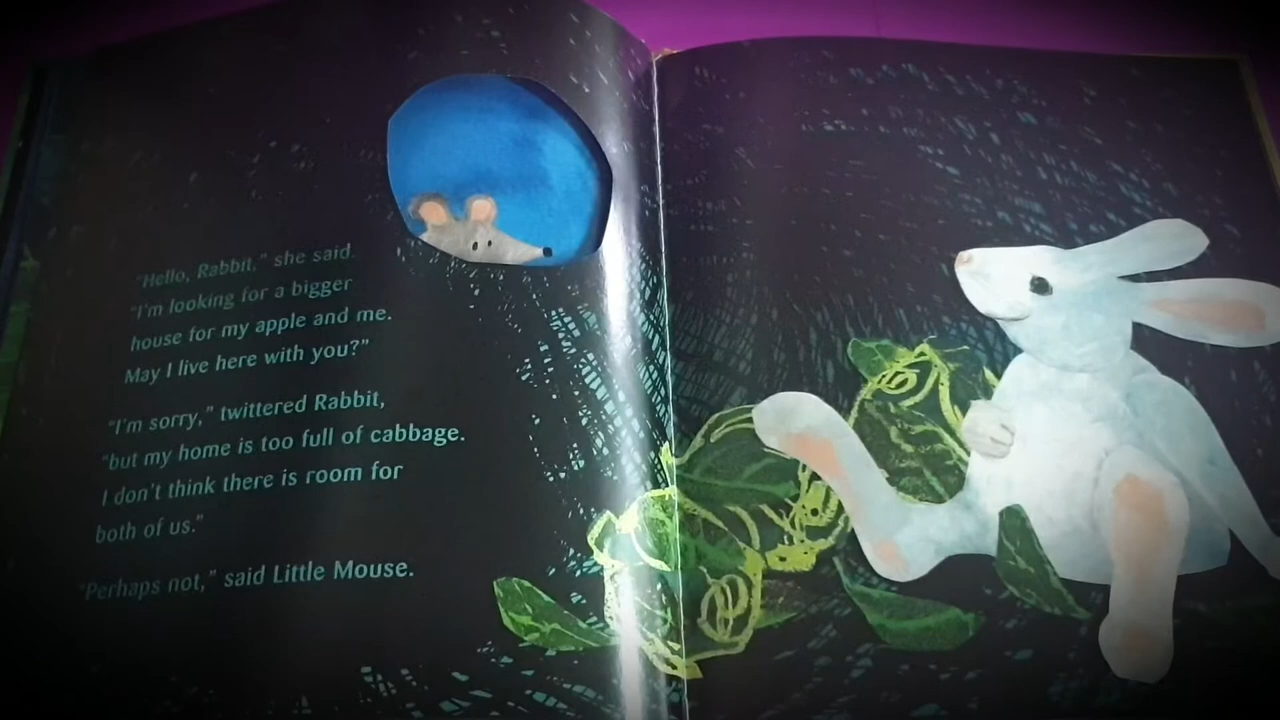 "Hello, Rabbit," she said.
"I'm looking for a bigger
house for my apple and me.
May I live here with you?"
"I'm sorry," twittered Rabbit,
"but my home is too full of cabbage.
I don't think there is room for
both of us."
"Perhaps not," said Little Mouse.